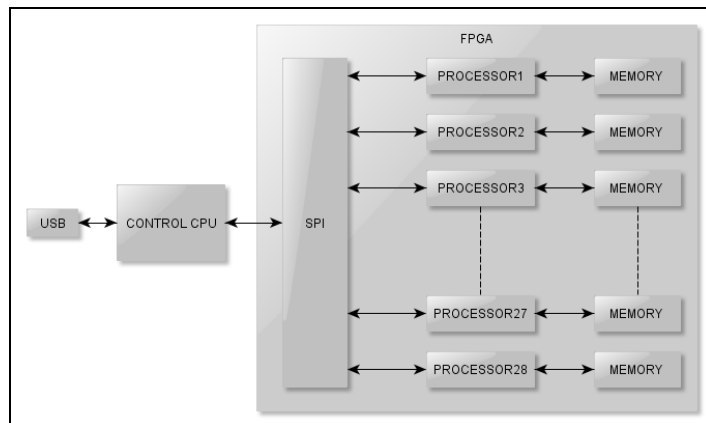 FPGA
PROCESSOR1
MEMORY
PROCESSOR2
MEMORY
PROCESSOR3
MEMORY
USB
CONTROL CPU
SPI
PROCESSOR27
MEMORY
PROCESSOR28
MEMORY